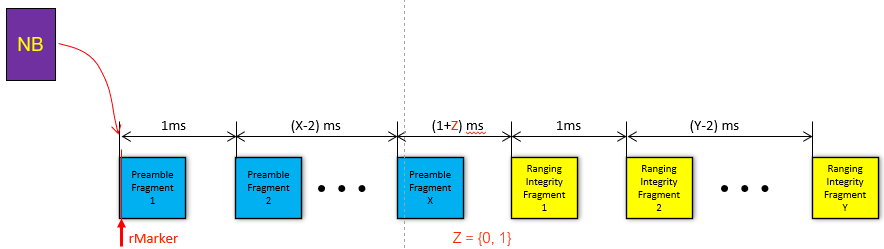 NB
1ms
(X-2) ms
(1+Z) ms
1ms
(Y-2) ms
Preamble
Fragment
1
Preamble
Fragment
2
• • •
Preamble
Fragment
X
Ranging
Integrity
Fragment
1
Ranging
Integrity
Fragment
2
• • •
Ranging
Integrity
Fragment
Y
rMarker
Z = {0, 1}